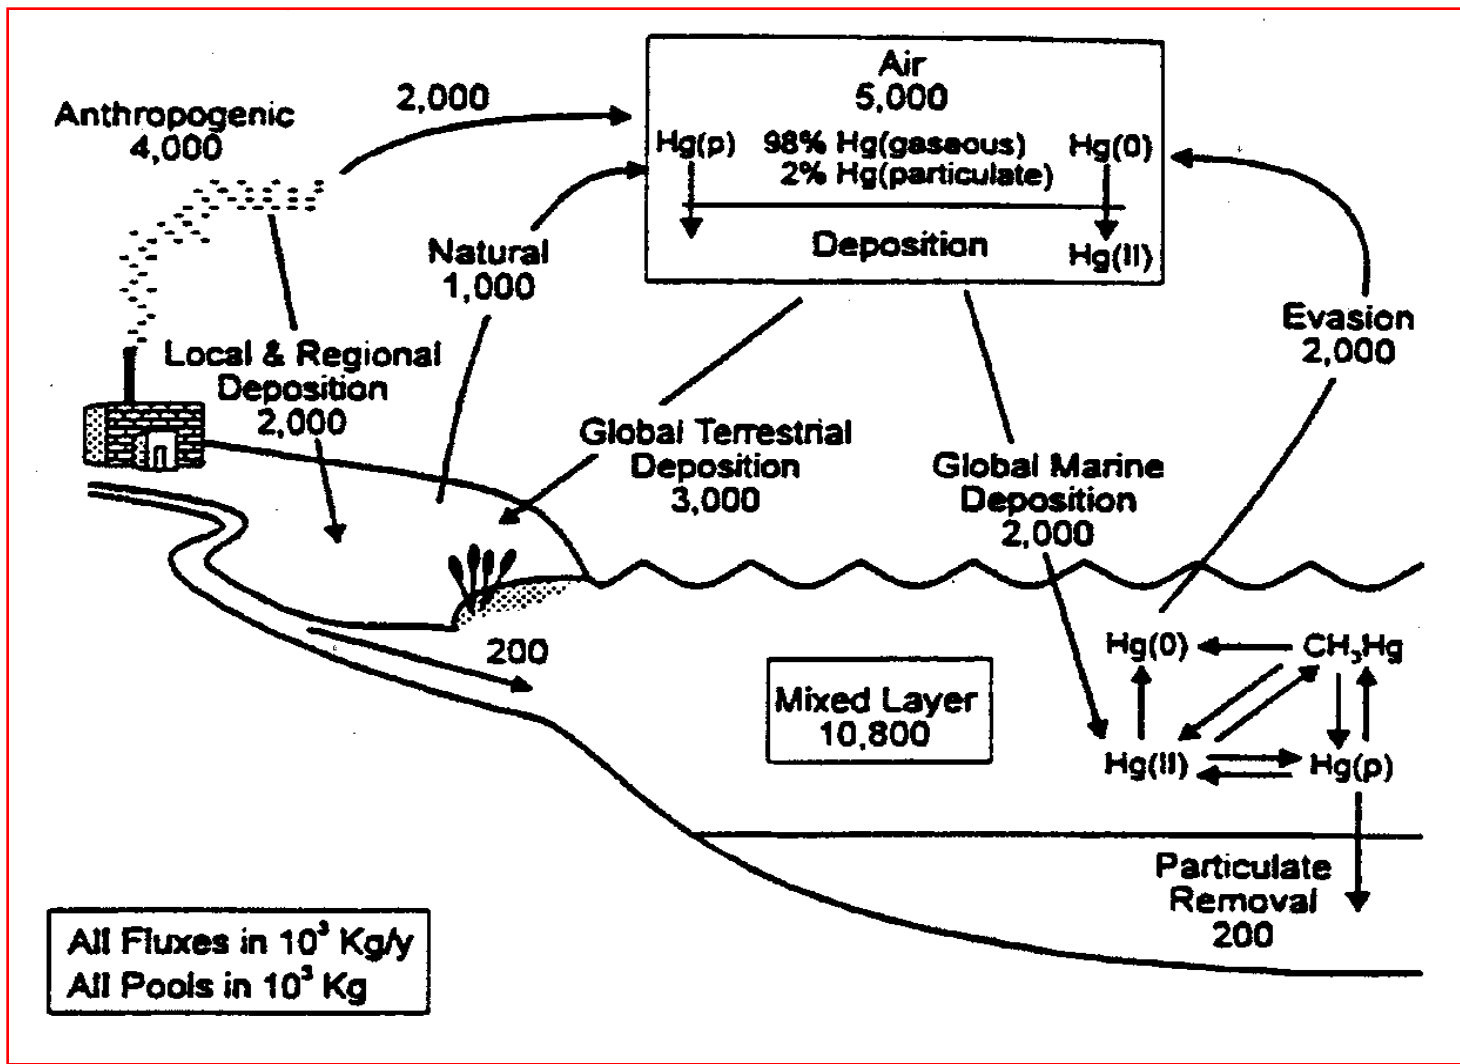 Anthropogenic
4,000
2,000
Air
5,000
Hg(p)
98% Hg(gaseous)
2% Hg(particulate)
Hg(0)
Deposition
Hg(II)
Natural
1,000
Evasion
2,000
Local & Regional
Deposition
2,000
Global Terrestrial
Deposition
3,000
Global Marine
Deposition
2,000
200
Mixed Layer
10,800
Hg(0)
CH₃Hg
Hg(II)
Hg(p)
Particulate
Removal
200
All Fluxes in 10³ Kg/y
All Pools in 10³ Kg